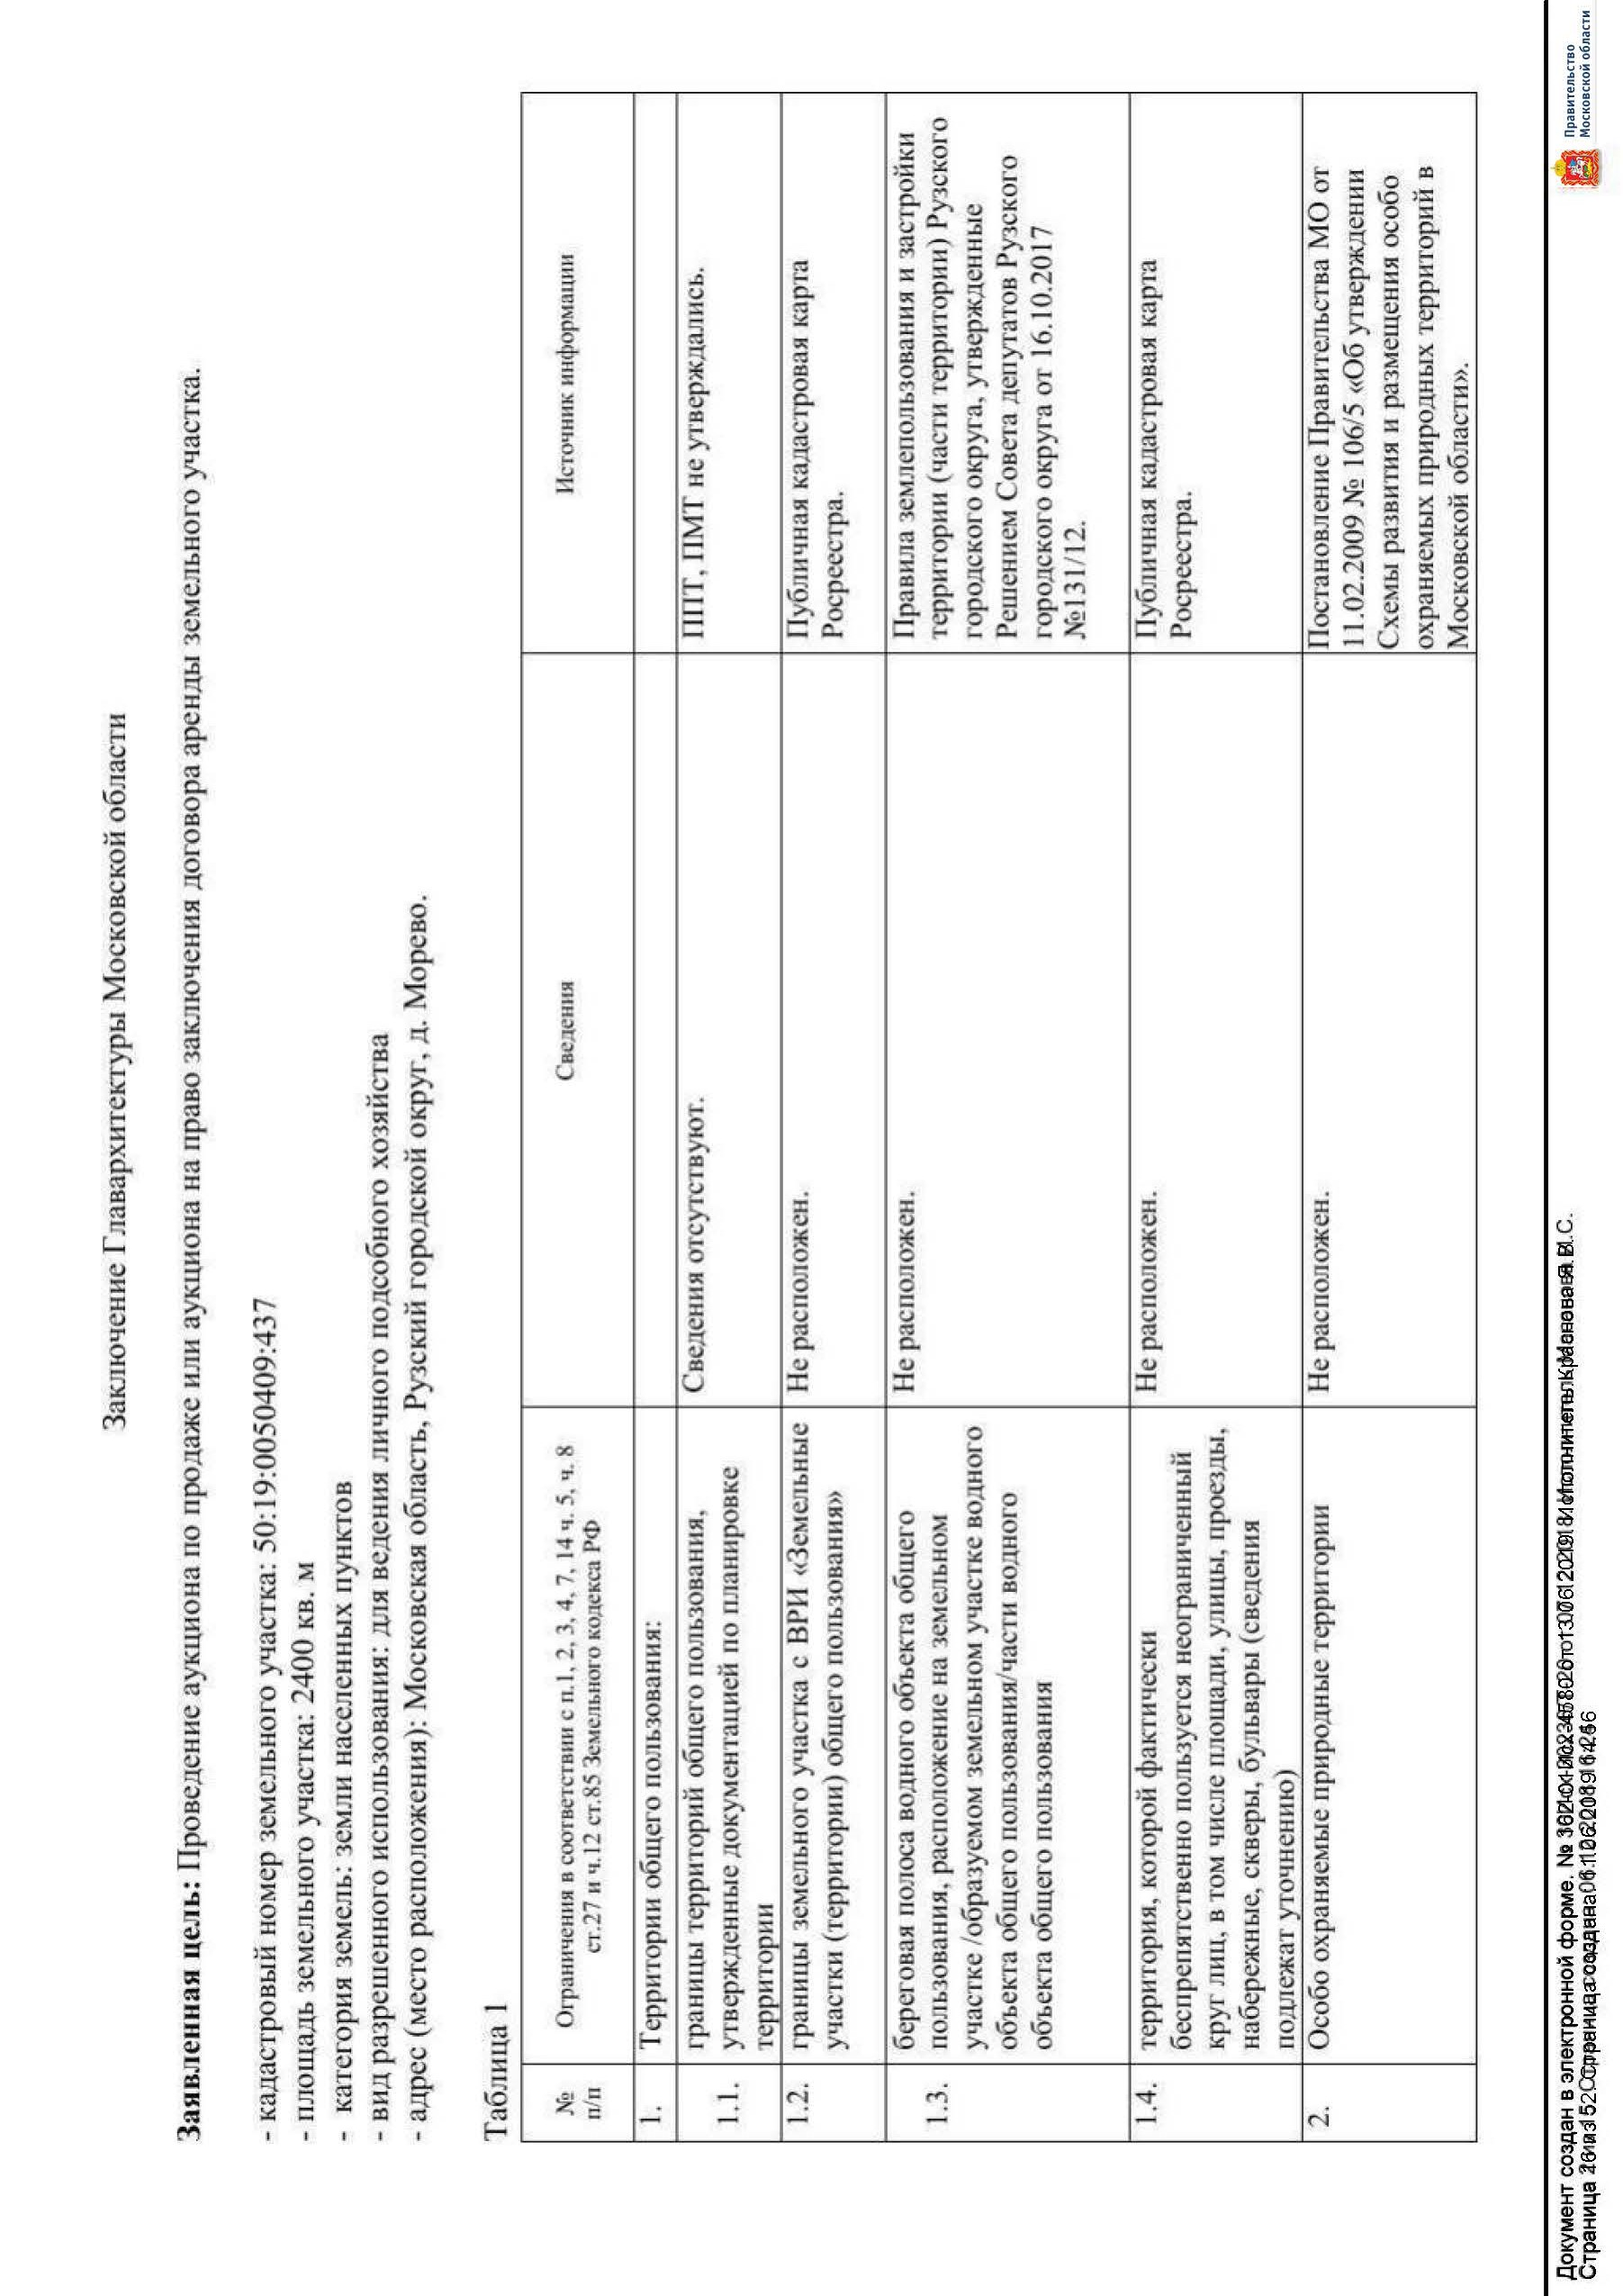 Заключение Главархитектуры Московской области
Заявленная цель: Проведение аукциона по продаже или аукциона на право заключения договора аренды земельного участка.
- кадастровый номер земельного участка: 50:19:0050409:437
- площадь земельного участка: 2400 кв. м
- категория земель: земли населенных пунктов
- вид разрешенного использования: для ведения личного подсобного хозяйства
- адрес (место расположения): Московская область, Рузский городской округ, д. Морево.
Таблица 1
№
п/п
Ограничения в соответствии с п.1, 2, 3, 4, 7, 14 ч. 5, ч. 8
ст.27 и ч.12 ст.85 Земельного кодекса РФ
Сведения
Источник информации
1.
Территории общего пользования:
1.1.
границы территорий общего пользования,
утвержденные документацией по планировке
территории
Сведения отсутствуют.
ППТ, ПМТ не утверждались.
1.2.
границы земельного участка с ВРИ «Земельные
участки (территории) общего пользования»
Не расположен.
Публичная кадастровая карта
Росреестра.
1.3.
береговая полоса водного объекта общего
пользования, расположение на земельном
участке /образуемом земельном участке водного
объекта общего пользования/части водного
объекта общего пользования
Не расположен.
Правила землепользования и застройки
территории (части территории) Рузского
городского округа, утвержденные
Решением Совета депутатов Рузского
городского округа от 16.10.2017
№131/12.
1.4.
территория, которой фактически
беспрепятственно пользуется неограниченный
круг лиц, в том числе площади, улицы, проезды,
набережные, скверы, бульвары (сведения
подлежат уточнению)
Не расположен.
Публичная кадастровая карта
Росреестра.
2.
Особо охраняемые природные территории
Не расположен.
Постановление Правительства МО от
11.02.2009 № 106/5 «Об утверждении
Схемы развития и размещения особо
охраняемых природных территорий в
Московской области».
Документ создан в электронной форме. №
Страница
Правительство
Московской области